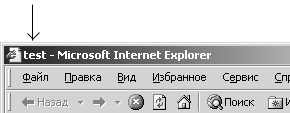 test - Microsoft Internet Explorer
Файл Правка Вид Избранное Сервис Спр
Назад Поиск И